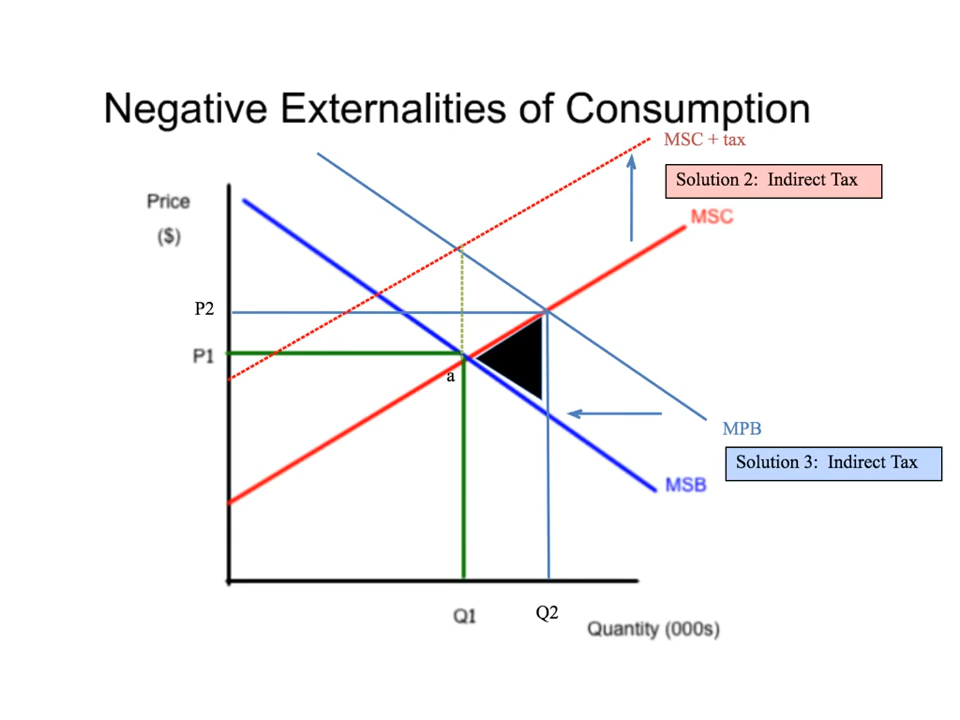 Negative Externalities of Consumption
MSC + tax
Solution 2: Indirect Tax
Price
($)
MSC
P2
P1
a
MPB
Solution 3: Indirect Tax
MSB
Q1
Q2
Quantity (000s)